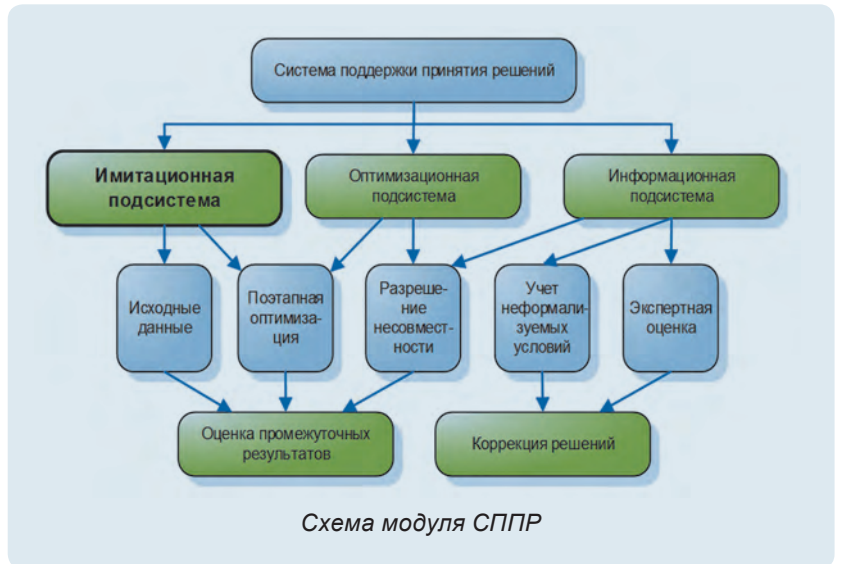 Система поддержки принятия решений
Имитационная
подсистема
Оптимизационная
подсистема
Информационная
подсистема
Исходные
данные
Поэтапная
оптимиза-
ция
Разреше-
ние
несовмест-
ности
Учет
неформали-
зуемых
условий
Экспертная
оценка
Оценка промежуточных
результатов
Коррекция решений
Схема модуля СППР